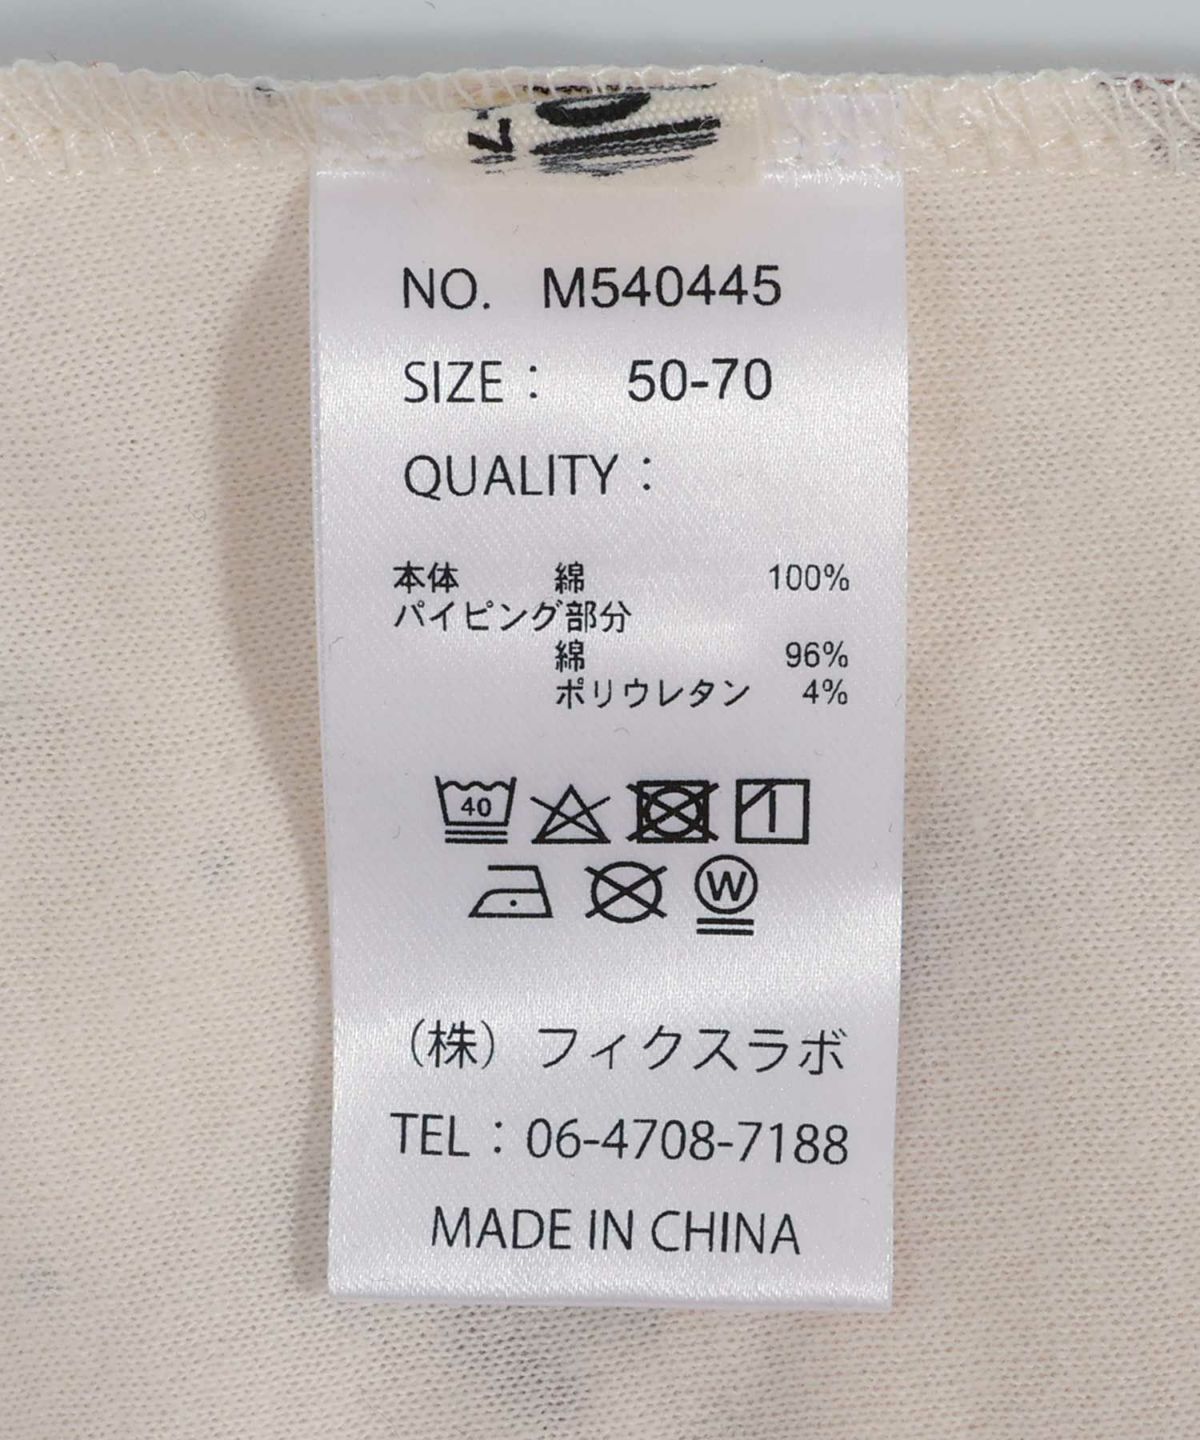 NO. M540445
SIZE： 50-70
QUALITY：
本体 綿 100%
パイピング部分
綿 96%
ポリウレタン 4%
40
W
（株）フィクスラボ
TEL：06-4708-7188
MADE IN CHINA